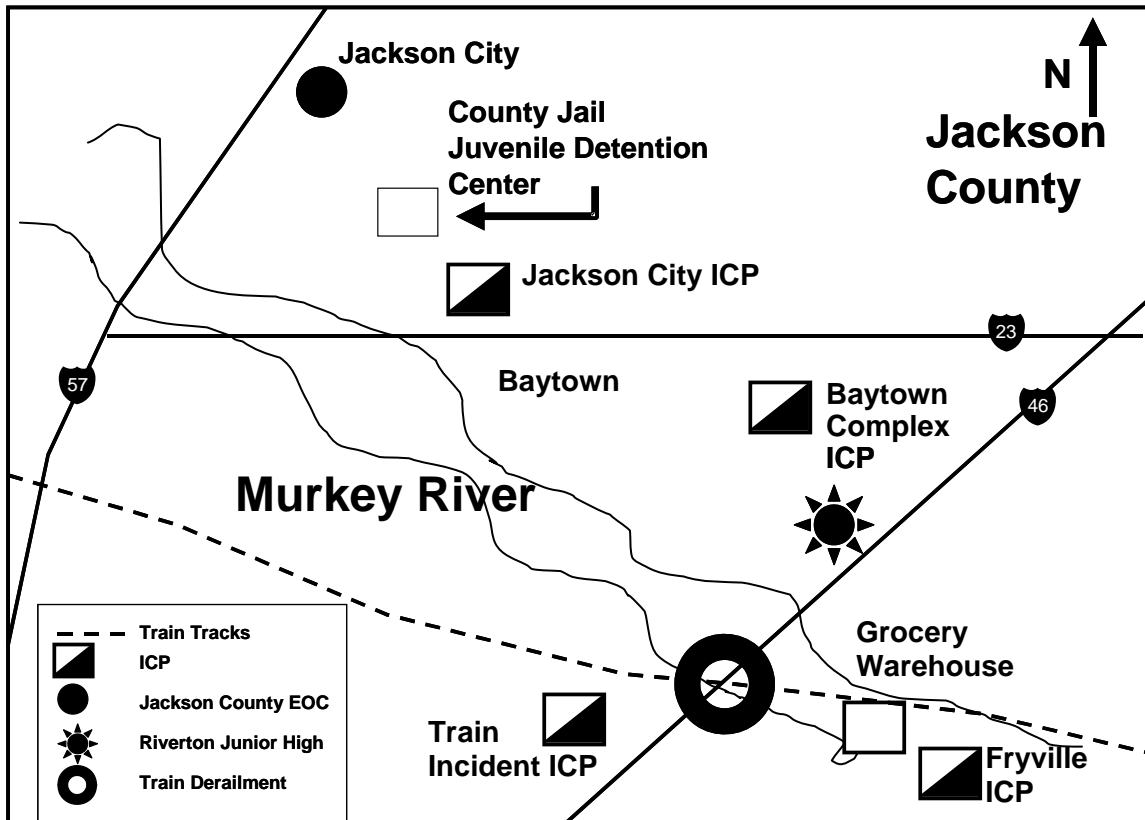 Jackson City
N
County Jail
Juvenile Detention
Center
Jackson
County
Jackson City ICP
23
57
Baytown
46
Baytown
Complex
ICP
Murkey River
Grocery
Warehouse
Train
Incident ICP
Fryville
ICP
Train Tracks
ICP
Jackson County EOC
Riverton Junior High
Train Derailment